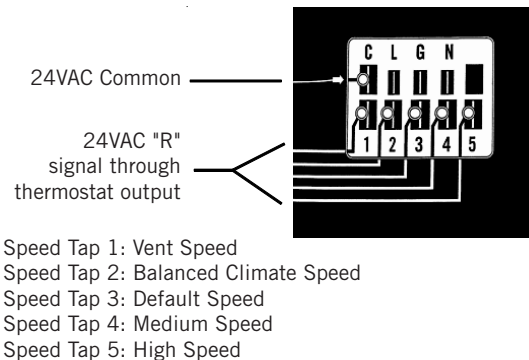 C L G N
24VAC Common
24VAC "R"
signal through
thermostat output
1 2 3 4 5
Speed Tap 1: Vent Speed
Speed Tap 2: Balanced Climate Speed
Speed Tap 3: Default Speed
Speed Tap 4: Medium Speed
Speed Tap 5: High Speed